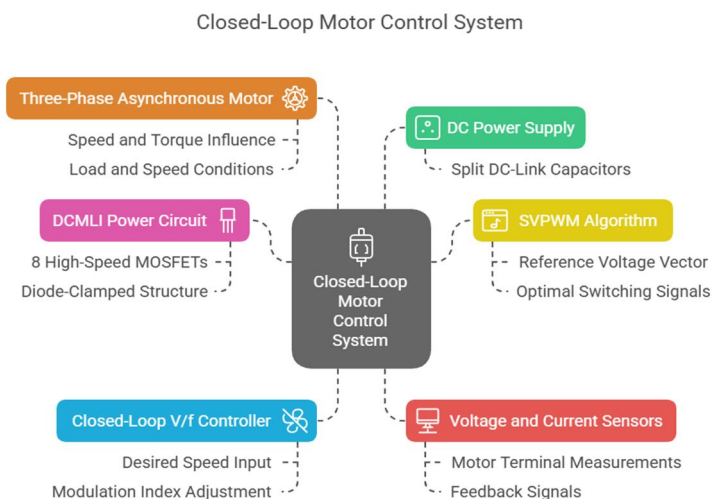 Closed-Loop Motor Control System
Three-Phase Asynchronous Motor
Speed and Torque Influence
Load and Speed Conditions
DC Power Supply
Split DC-Link Capacitors
DCMLI Power Circuit
8 High-Speed MOSFETs
Diode-Clamped Structure
SVPWM Algorithm
Reference Voltage Vector
Optimal Switching Signals
Closed-Loop
Motor
Control
System
Closed-Loop V/f Controller
Desired Speed Input
Modulation Index Adjustment
Voltage and Current Sensors
Motor Terminal Measurements
Feedback Signals